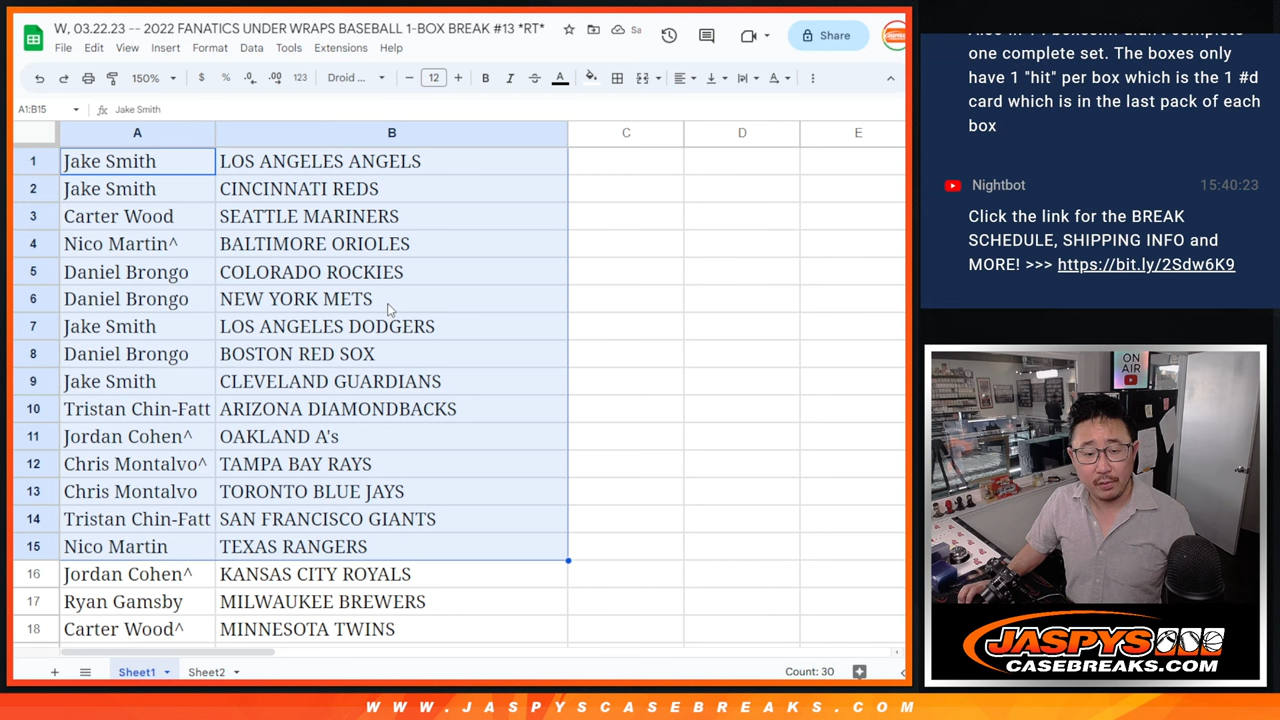 W, 03.22.23 -- 2022 FANATICS UNDER WRAPS BASEBALL 1-BOX BREAK #13 *RT*
Sa
Share
File Edit View Insert Format Data Tools Extensions Help
150% $ % .0 .00 123 Droid ... 12 B I A
A1:B15 fx Jake Smith
A B C D E
1 Jake Smith LOS ANGELES ANGELS
2 Jake Smith CINCINNATI REDS
3 Carter Wood SEATTLE MARINERS
4 Nico Martin^ BALTIMORE ORIOLES
5 Daniel Brongo COLORADO ROCKIES
6 Daniel Brongo NEW YORK METS
7 Jake Smith LOS ANGELES DODGERS
8 Daniel Brongo BOSTON RED SOX
9 Jake Smith CLEVELAND GUARDIANS
10 Tristan Chin-Fatt ARIZONA DIAMONDBACKS
11 Jordan Cohen^ OAKLAND A's
12 Chris Montalvo^ TAMPA BAY RAYS
13 Chris Montalvo TORONTO BLUE JAYS
14 Tristan Chin-Fatt SAN FRANCISCO GIANTS
15 Nico Martin TEXAS RANGERS
16 Jordan Cohen^ KANSAS CITY ROYALS
17 Ryan Gamsby MILWAUKEE BREWERS
18 Carter Wood^ MINNESOTA TWINS
Sheet1 Sheet2 Count: 30
one complete set. The boxes only
have 1 "hit" per box which is the 1 #d
card which is in the last pack of each
box
Nightbot 15:40:23
Click the link for the BREAK
SCHEDULE, SHIPPING INFO and
MORE! >>> https://bit.ly/2Sdw6K9
ON
AIR
JASPYS
CASEBREAKS.COM
WWW.JASPYSCASEBREAKS.COM